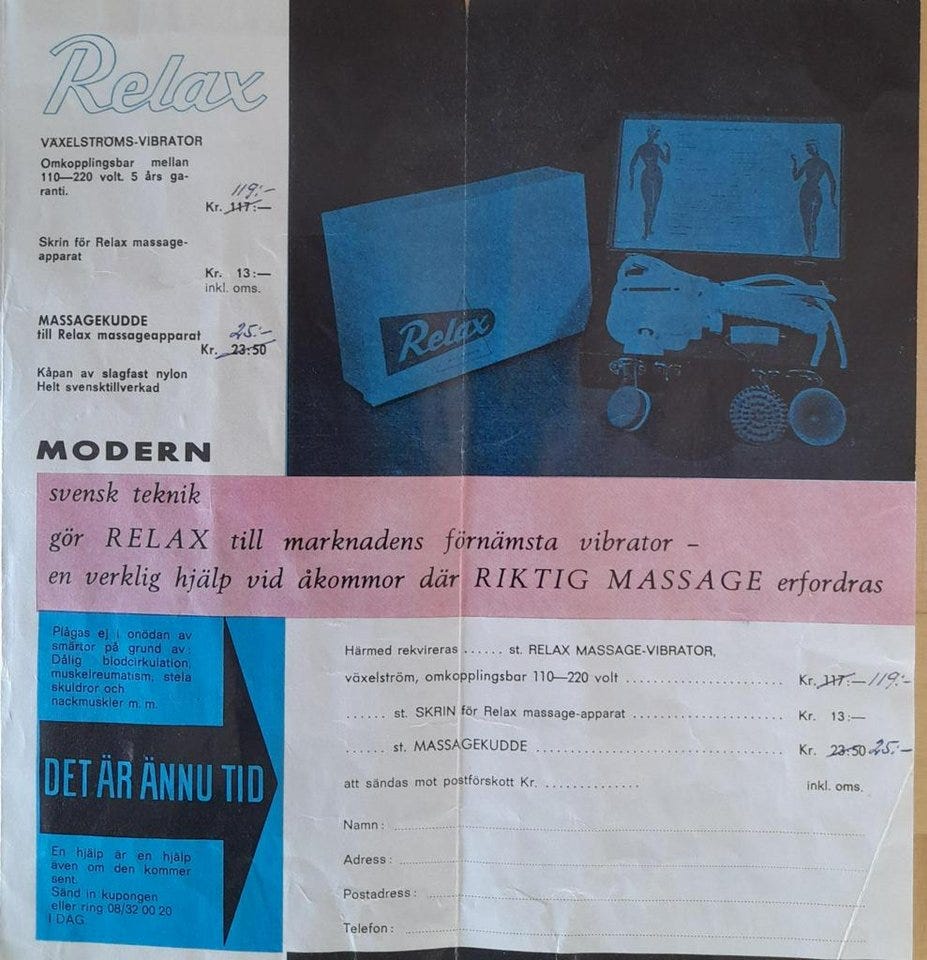 Relax
VÄXELSTRÖMS-VIBRATOR
Omkopplingsbar mellan
110—220 volt. 5 års ga-
ranti.
119:-
Kr. 117:—
Skrin för Relax massage-
apparat
Kr. 13:—
inkl. oms.
MASSAGEKUDDE
till Relax massageapparat
25:-
Kr. 23:50
Kåpan av slagfast nylon
Helt svensktillverkad
Relax
MODERN
svensk teknik
gör RELAX till marknadens förnämsta vibrator –
en verklig hjälp vid åkommor där RIKTIG MASSAGE erfordras
Plågas ej i onödan av
smärtor på grund av:
Dålig blodcirkulation,
muskelreumatism, stela
skuldror och
nackmuskler m. m.
DET ÄR ÄNNU TID
En hjälp är en hjälp
även om den kommer
sent.
Sänd in kupongen
eller ring 08/32 00 20
I DAG.
Härmed rekvireras ...... st. RELAX MASSAGE-VIBRATOR,
växelström, omkopplingsbar 110—220 volt ........................ Kr. 117:— 119:-
...... st. SKRIN för Relax massage-apparat ....................... Kr. 13:—
...... st. MASSAGEKUDDE ...................................... Kr. 23:50 25:-
att sändas mot postförskott Kr. .............. inkl. oms.
Namn:
Adress:
Postadress:
Telefon: